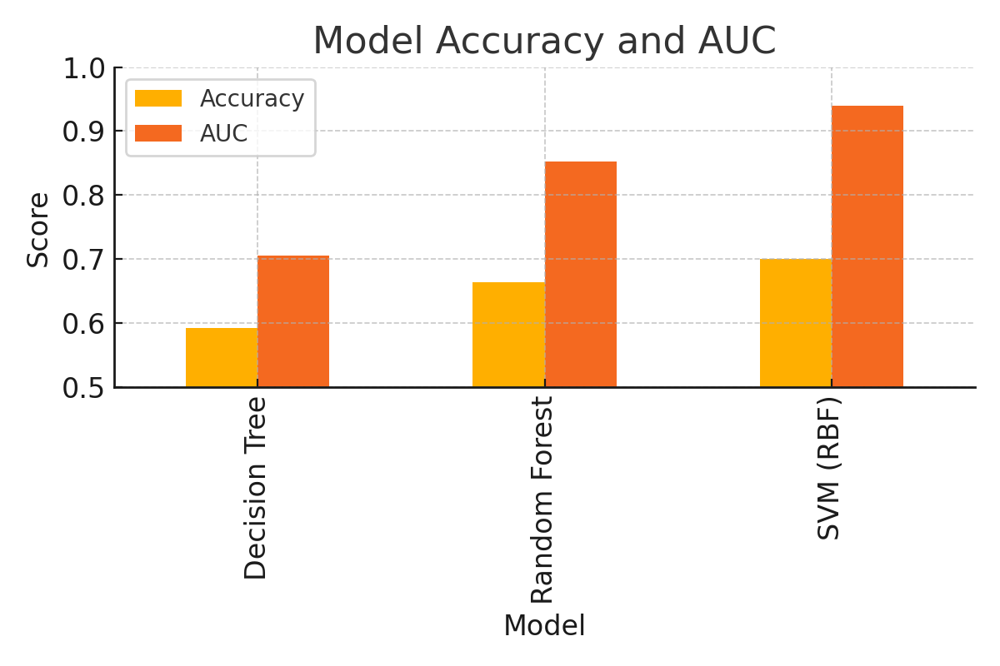 Model Accuracy and AUC
Accuracy
AUC
Score
1.0
0.9
0.8
0.7
0.6
0.5
Decision Tree
Random Forest
SVM (RBF)
Model